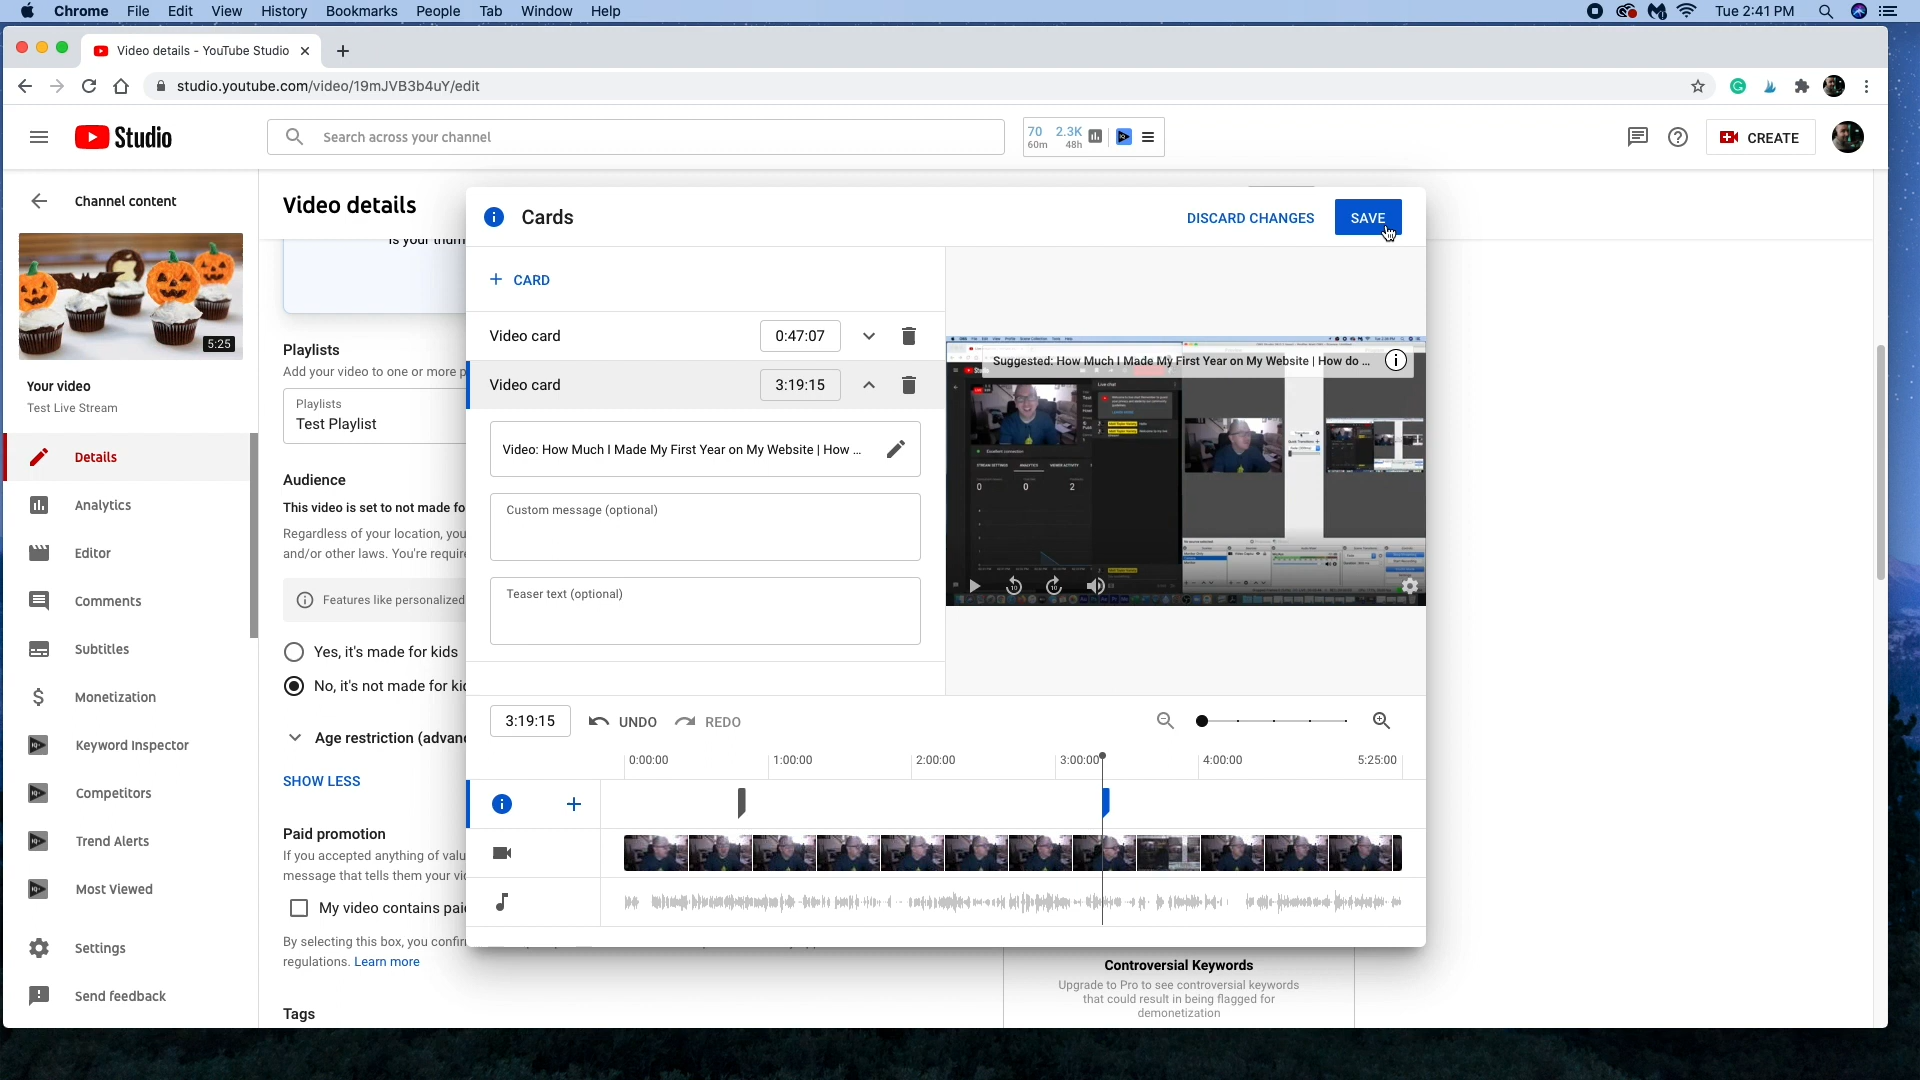 Chrome File Edit View History Bookmarks People Tab Window Help Tue 2:41 PM
Video details - YouTube Studio
studio.youtube.com/video/19mJVB3b4uY/edit
Studio
Search across your channel
70 2.3K
60m 48h
CREATE
Channel content
Video details
5:25
Your video
Test Live Stream
Details
Analytics
Editor
Comments
Subtitles
Monetization
Keyword Inspector
Competitors
Trend Alerts
Most Viewed
Settings
Send feedback
Playlists
Add your video to one or more p
Playlists
Test Playlist
Audience
This video is set to not made fo
Regardless of your location, you
and/or other laws. You're require
Features like personalized
Yes, it's made for kids
No, it's not made for kid
Age restriction (advanc
SHOW LESS
Paid promotion
If you accepted anything of valu
message that tells them your vi
My video contains paid
By selecting this box, you confirm
regulations. Learn more
Tags
Cards
DISCARD CHANGES SAVE
+ CARD
Video card 0:47:07
Video card 3:19:15
Video: How Much I Made My First Year on My Website | How ...
Custom message (optional)
Teaser text (optional)
Suggested: How Much I Made My First Year on My Website | How do ...
3:19:15 UNDO REDO
0:00:00 1:00:00 2:00:00 3:00:00 4:00:00 5:25:00
Controversial Keywords
Upgrade to Pro to see controversial keywords
that could result in being flagged for
demonetization